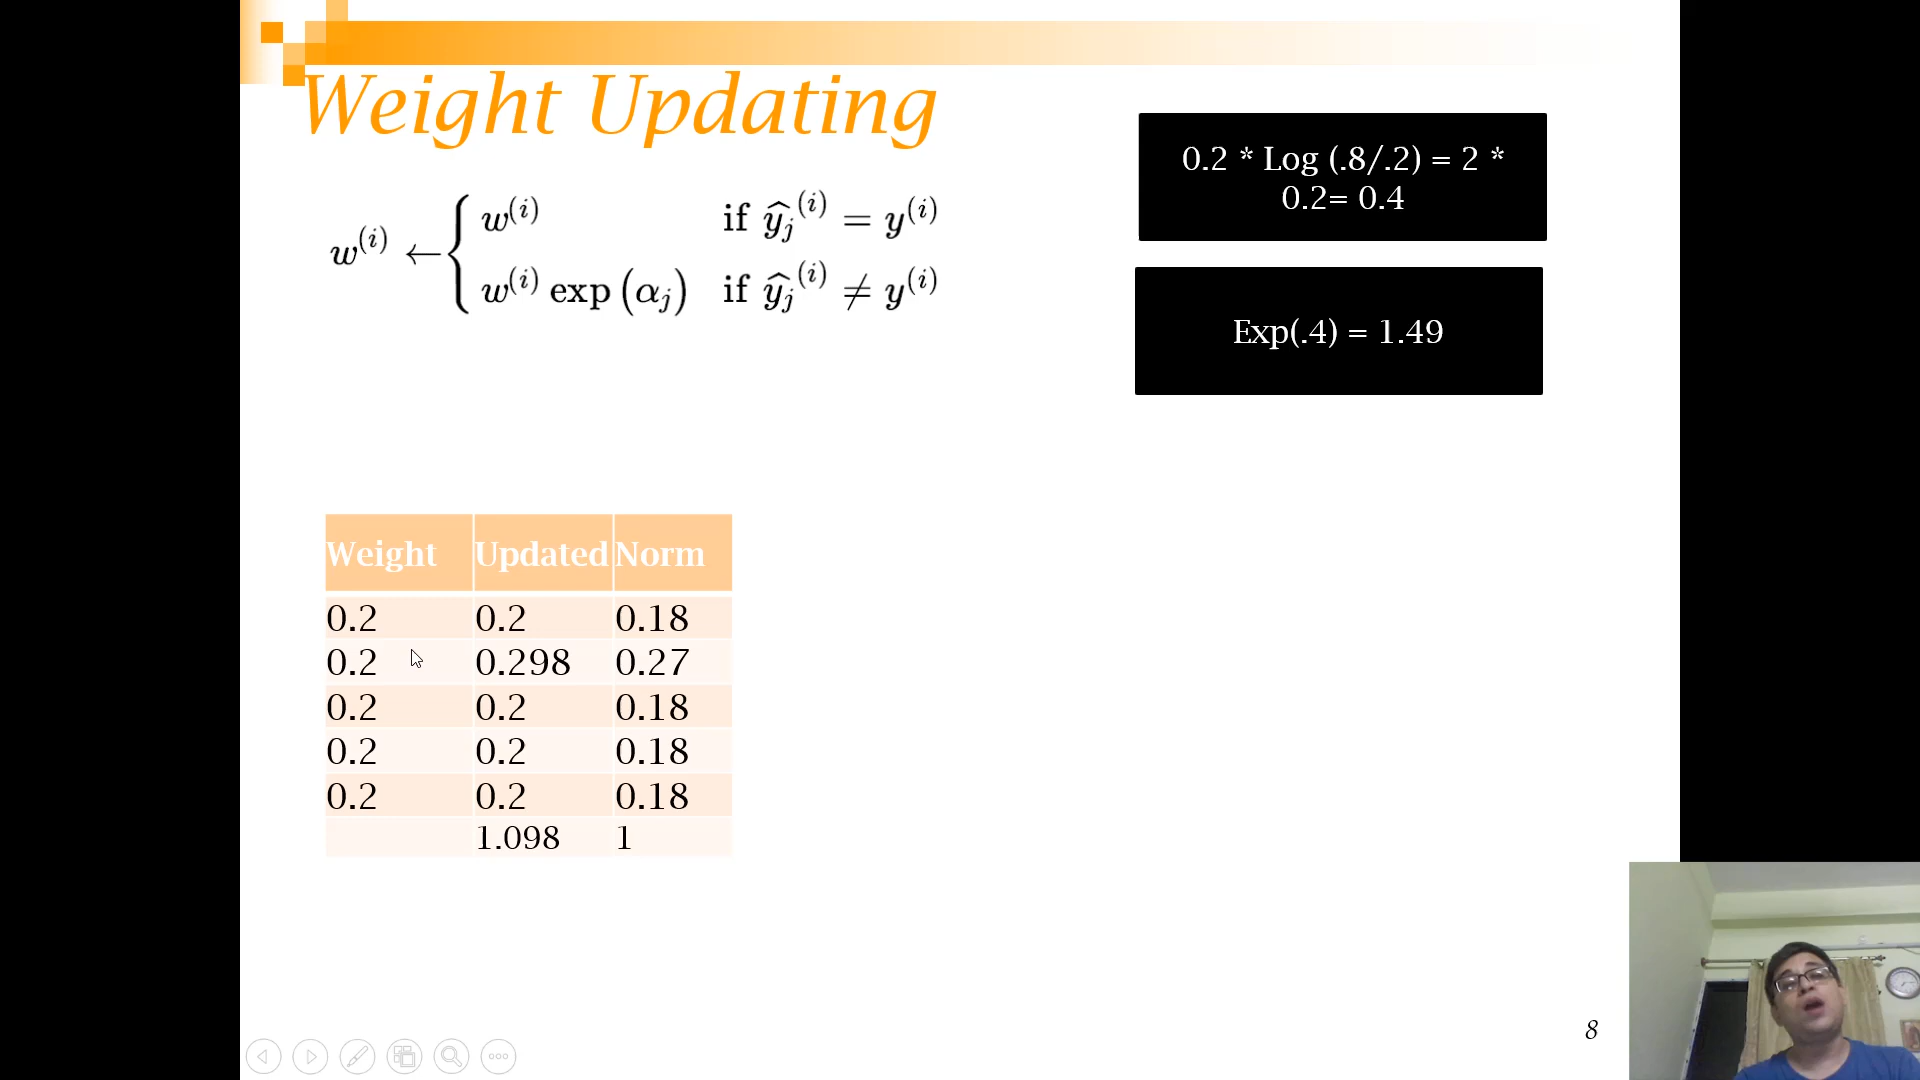 Weight Updating
0.2 * Log (.8/.2) = 2 *
0.2= 0.4
w^(i) ← { w^(i) if ŷ_j^(i) = y^(i)
w^(i) exp (α_j) if ŷ_j^(i) ≠ y^(i)
Exp(.4) = 1.49
Weight Updated Norm
0.2 0.2 0.18
0.2 0.298 0.27
0.2 0.2 0.18
0.2 0.2 0.18
0.2 0.2 0.18
1.098 1
8